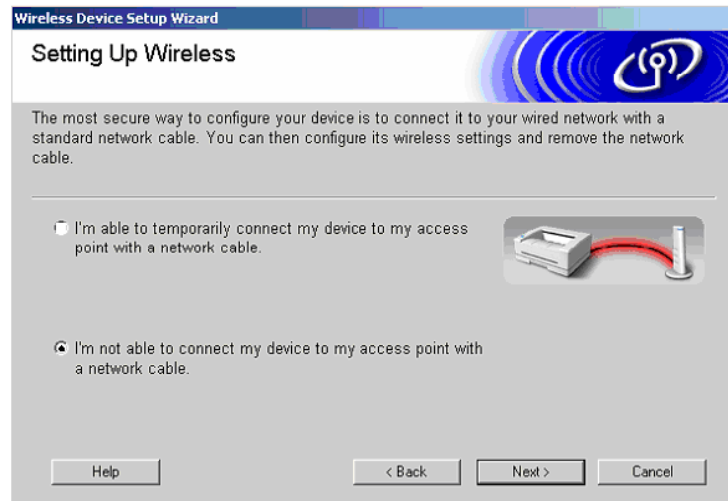 Wireless Device Setup Wizard
Setting Up Wireless
The most secure way to configure your device is to connect it to your wired network with a
standard network cable. You can then configure its wireless settings and remove the network
cable.
I'm able to temporarily connect my device to my access
point with a network cable.
I'm not able to connect my device to my access point with
a network cable.
Help
< Back
Next >
Cancel